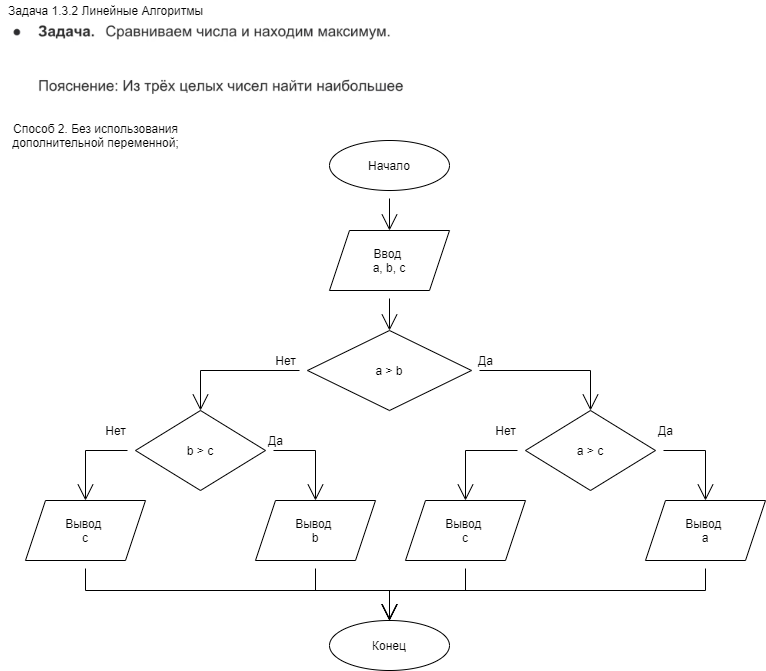 Задача 1.3.2 Линейные Алгоритмы
● Задача. Сравниваем числа и находим максимум.
Пояснение: Из трёх целых чисел найти наибольшее
Способ 2. Без использования
дополнительной переменной;
Начало
Ввод
a, b, c
a > b
Нет
Да
b > c
Нет
Да
a > c
Нет
Да
Вывод
c
Вывод
b
Вывод
c
Вывод
a
Конец